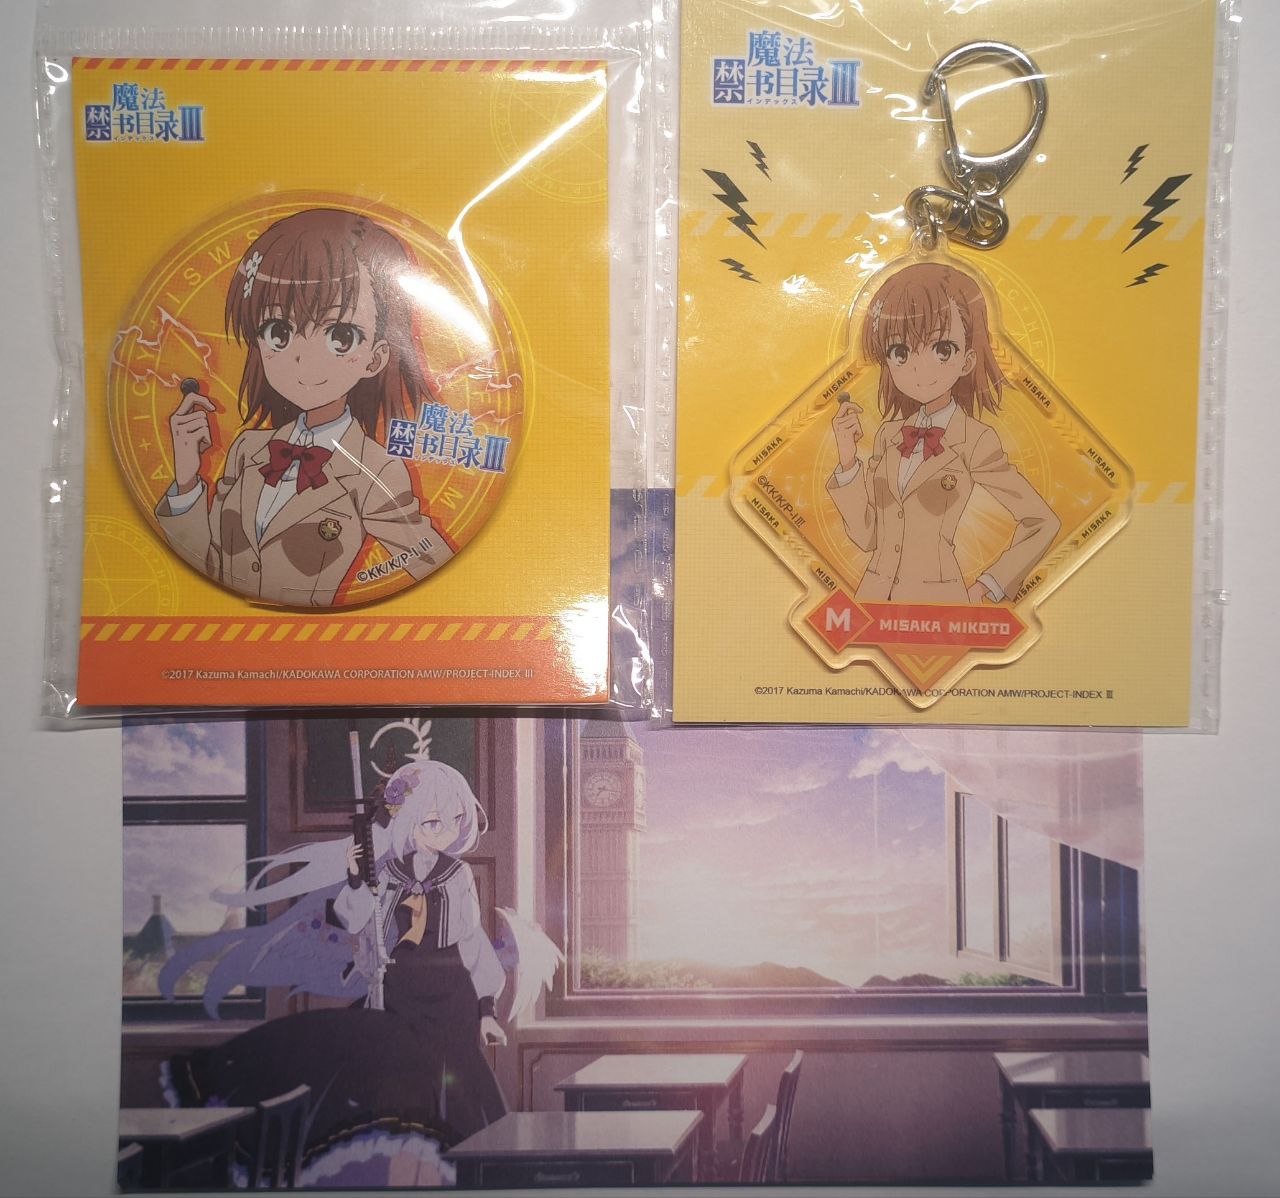 魔法
禁书目录III
インデックス
魔法
禁书目录III
インデックス
©KK/K/P-I III
©2017 Kazuma Kamachi/KADOKAWA CORPORATION AMW/PROJECT-INDEX III
魔法
禁书目录III
インデックス
MISAKA
MISAKA
MISAKA
MISAKA
MISAKA
MISAKA
MISAKA
©KK/K/P-I III
M MISAKA MIKOTO
©2017 Kazuma Kamachi/KADOKAWA CORPORATION AMW/PROJECT-INDEX III